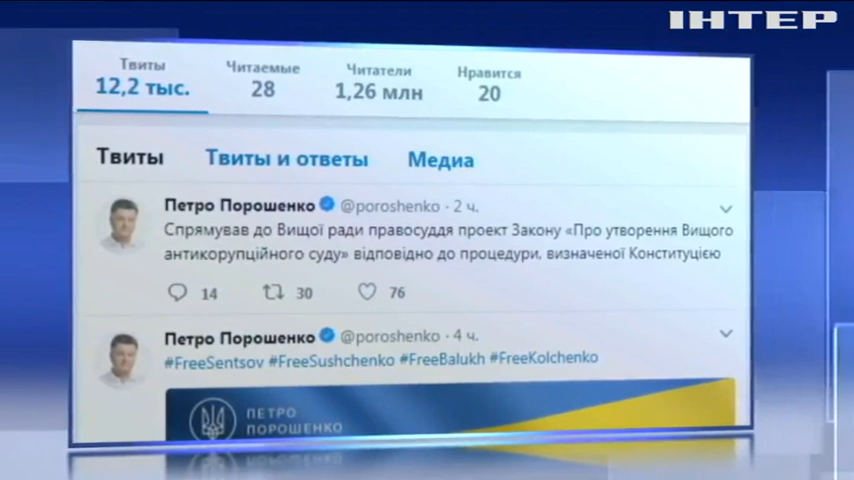 ІНТЕР
Твиты Читаемые Читатели Нравится
12,2 тыс. 28 1,26 млн 20
Твиты Твиты и ответы Медиа
Петро Порошенко @poroshenko · 2 ч.
Спрямував до Вищої ради правосуддя проект Закону «Про утворення Вищого
антикорупційного суду» відповідно до процедури, визначеної Конституцією
14 30 76
Петро Порошенко @poroshenko · 4 ч.
#FreeSentsov #FreeSushchenko #FreeBalukh #FreeKolchenko
ПЕТРО
ПОРОШЕНКО